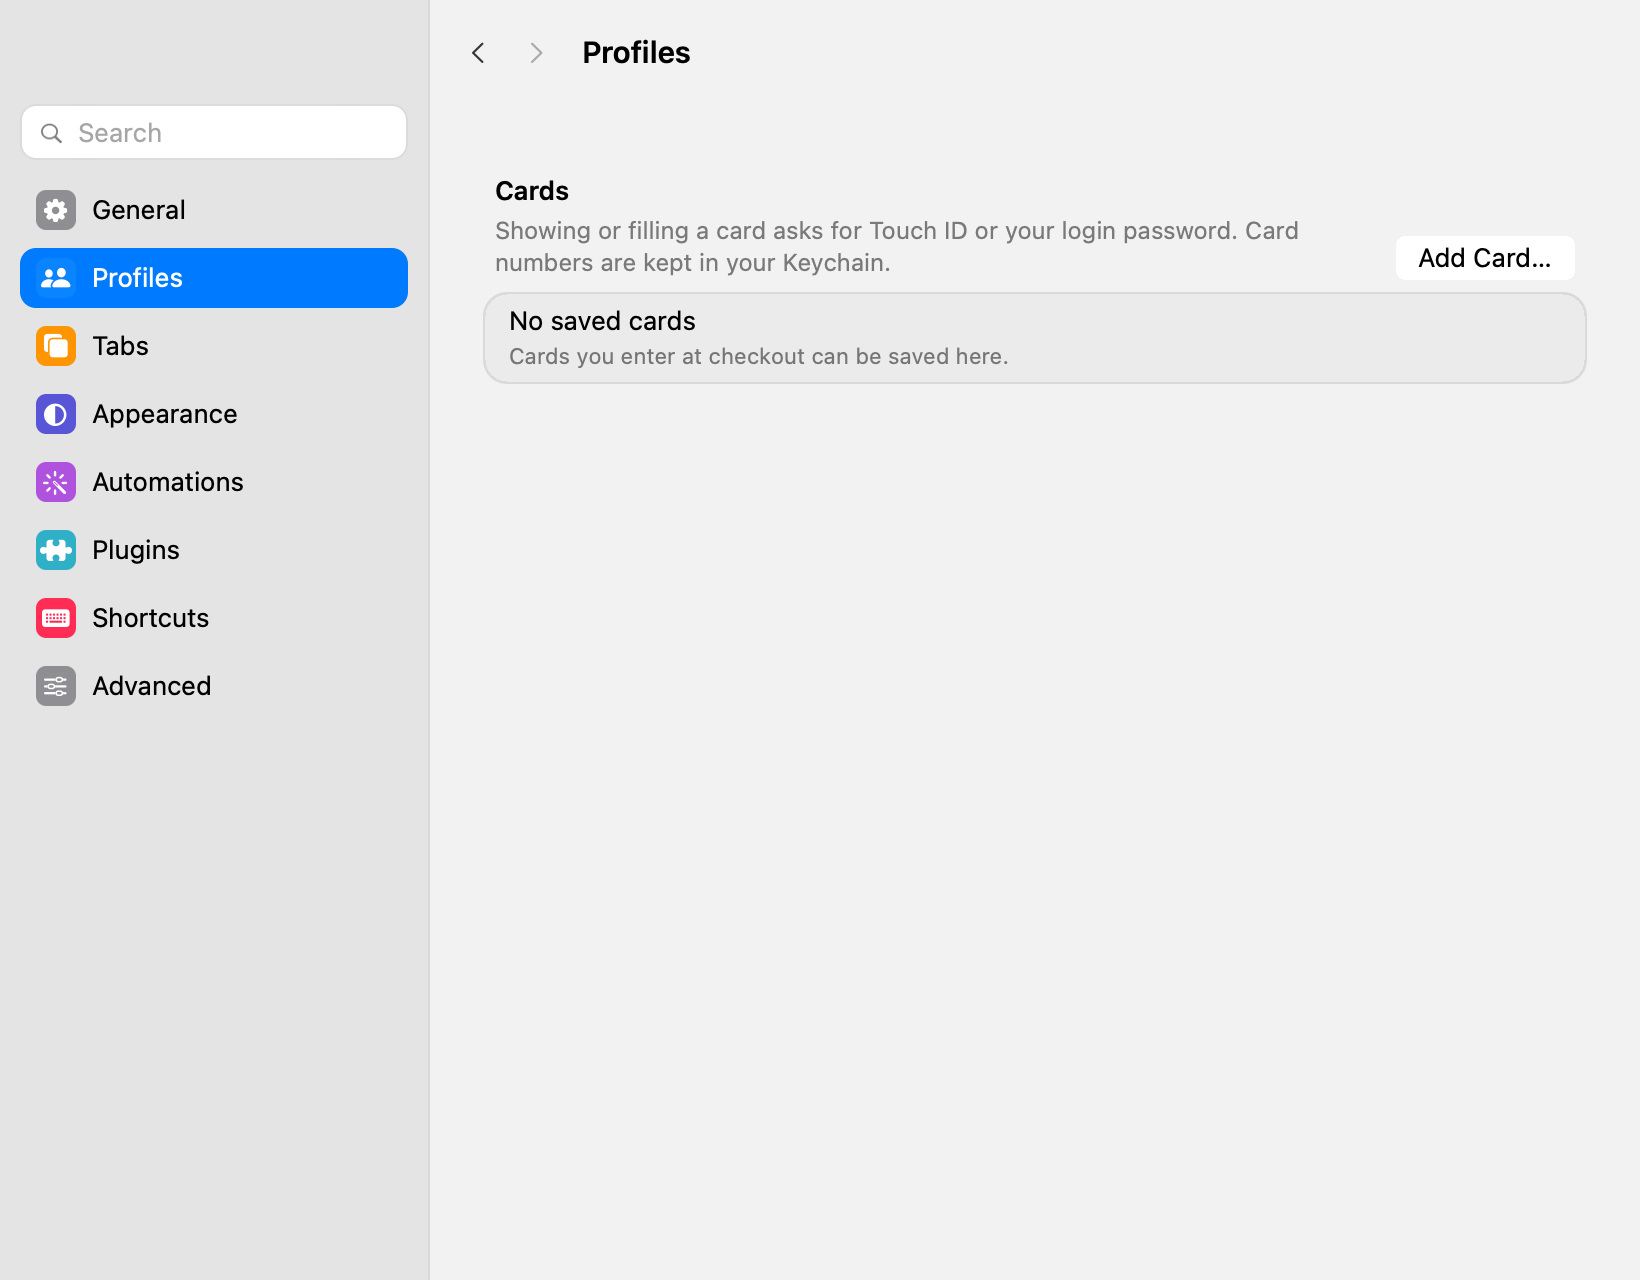 Profiles
Search
General
Profiles
Tabs
Appearance
Automations
Plugins
Shortcuts
Advanced
Cards
Showing or filling a card asks for Touch ID or your login password. Card
numbers are kept in your Keychain.
Add Card...
No saved cards
Cards you enter at checkout can be saved here.